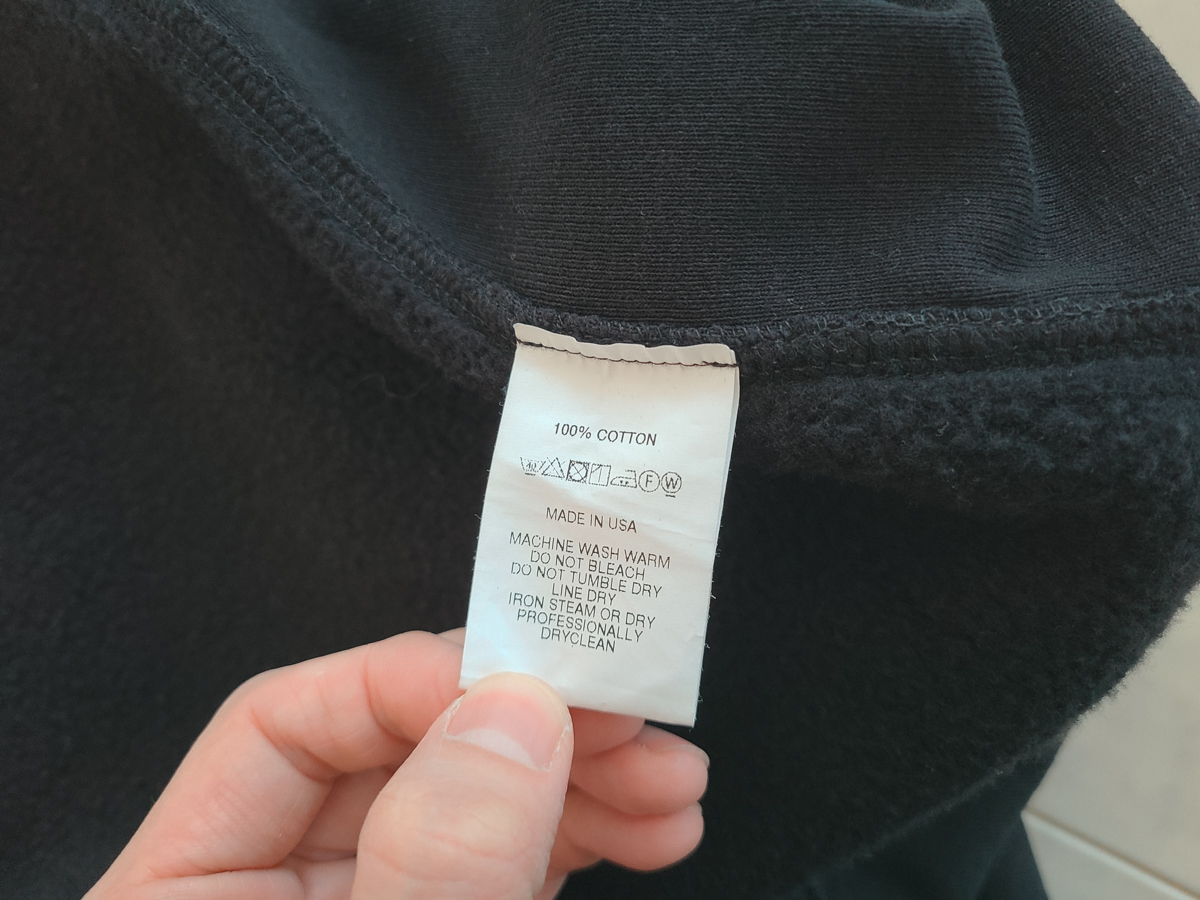 100% COTTON
F W
MADE IN USA
MACHINE WASH WARM
DO NOT BLEACH
DO NOT TUMBLE DRY
LINE DRY
IRON STEAM OR DRY
PROFESSIONALLY
DRYCLEAN